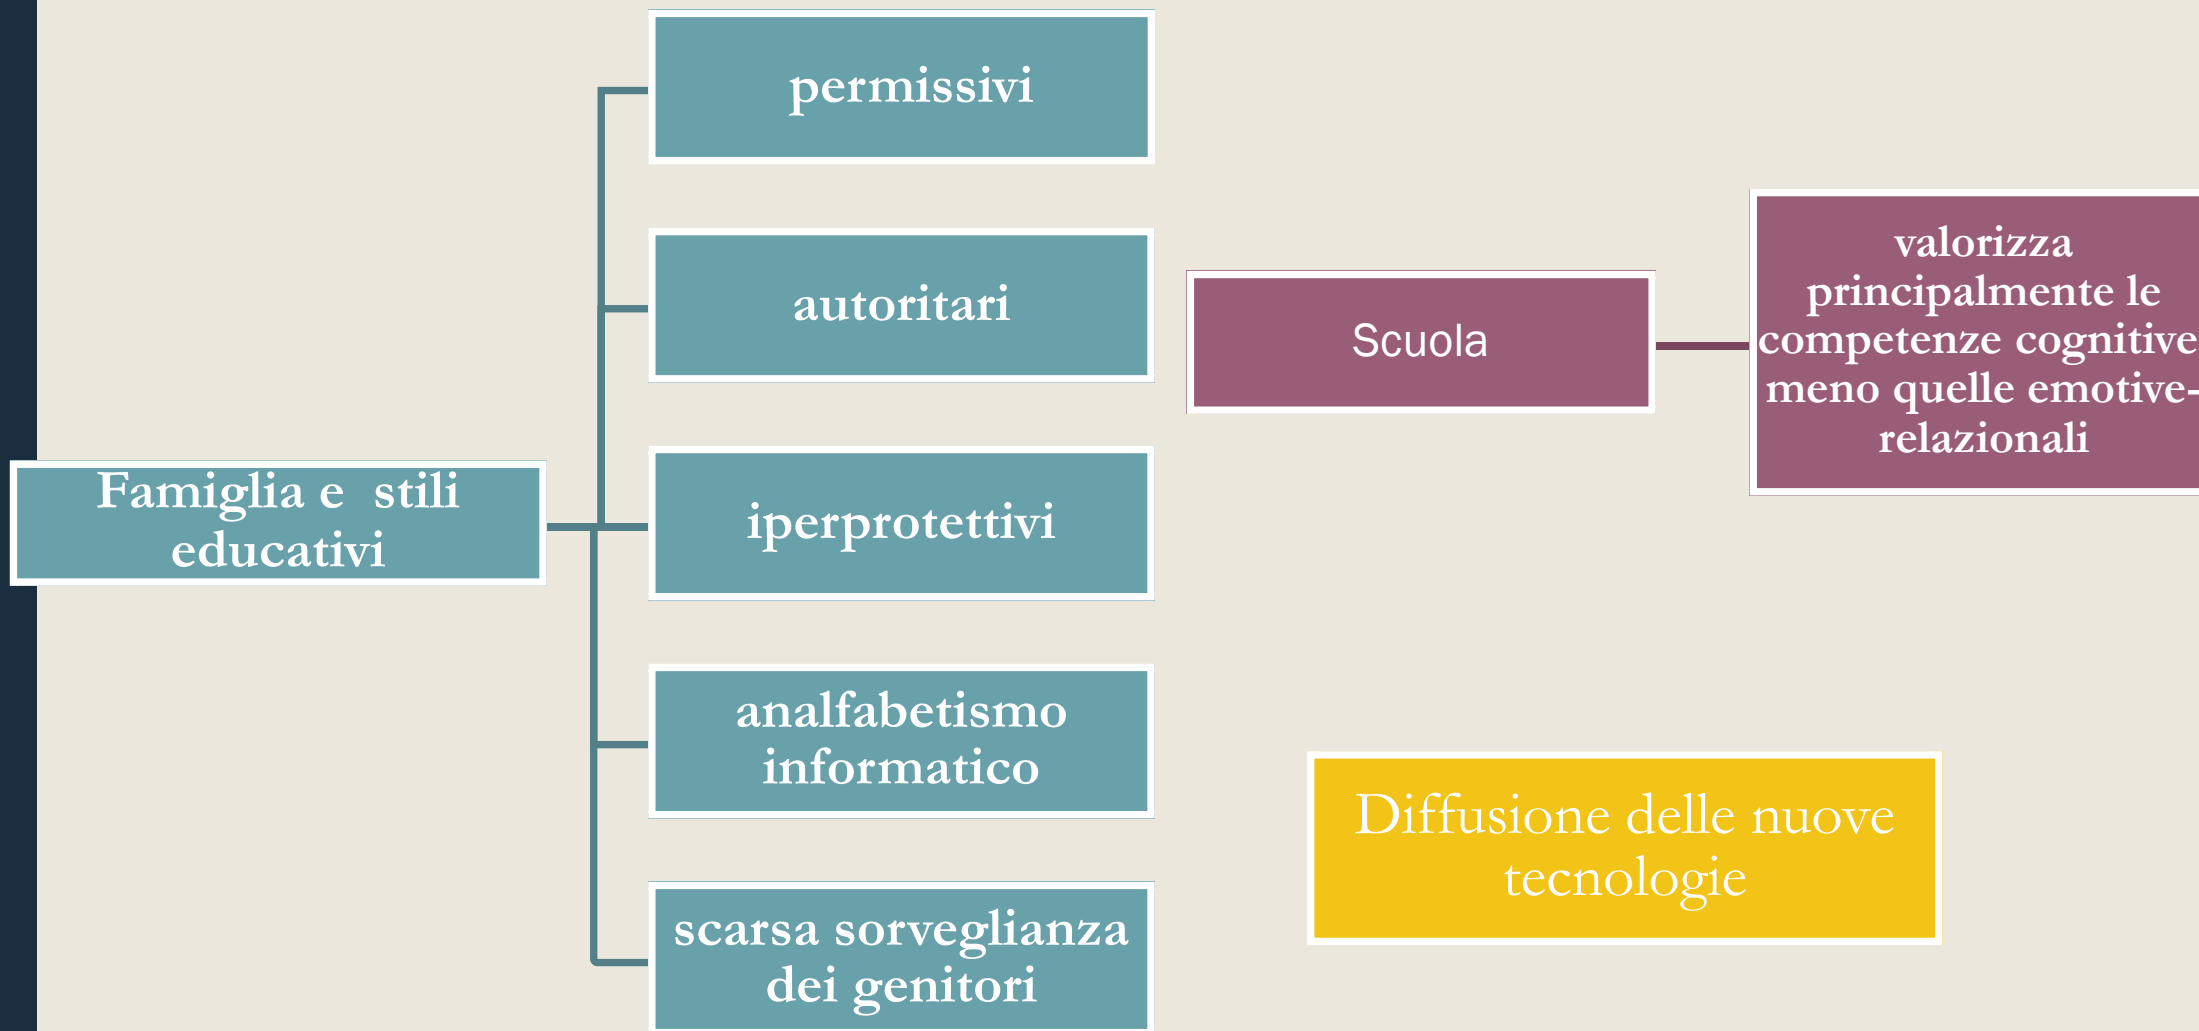 permissivi
autoritari
iperprotettivi
Famiglia e  stili
educativi
analfabetismo
informatico
scarsa sorveglianza
dei genitori
Scuola
valorizza
principalmente le
competenze cognitive
meno quelle emotive-
relazionali
Diffusione delle nuove
tecnologie